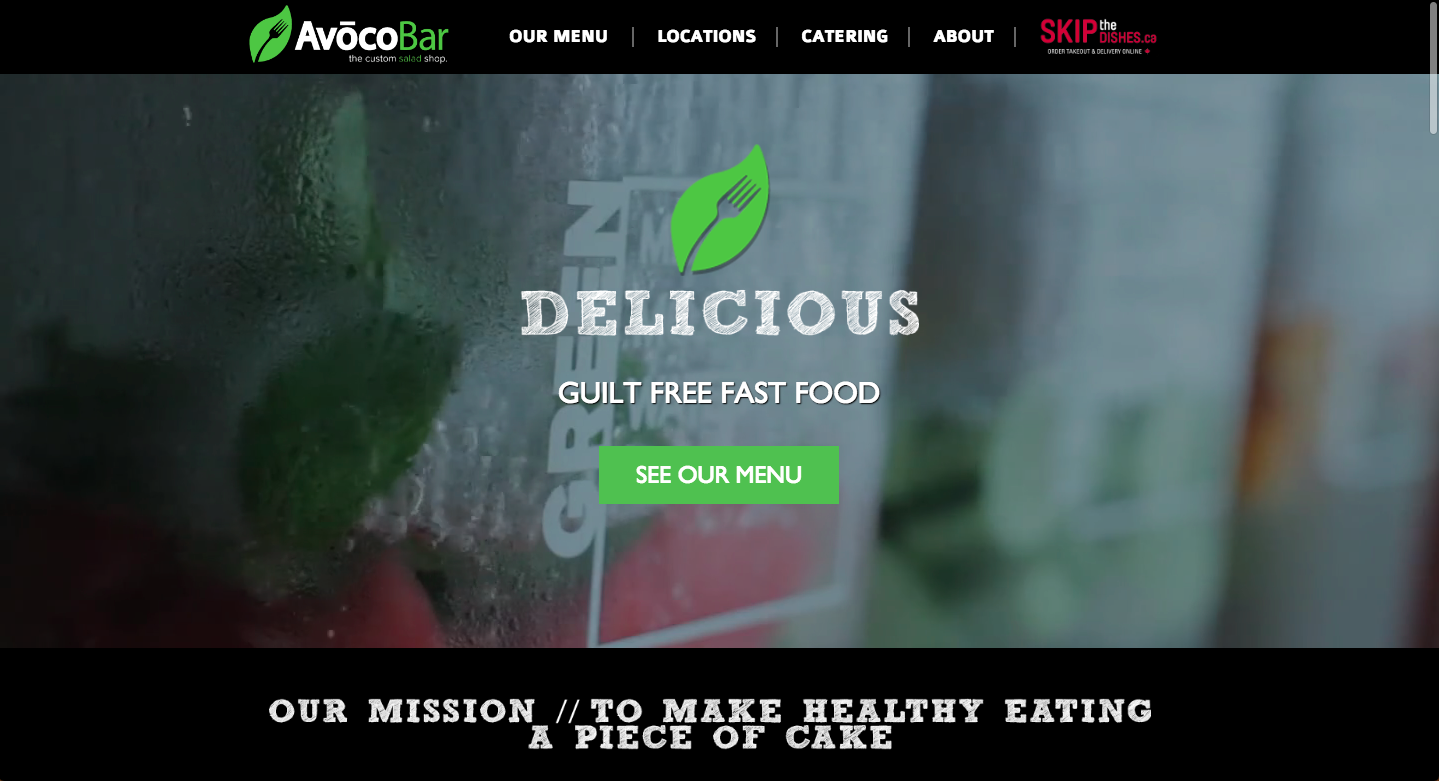 AvōcoBar
the custom salad shop.
OUR MENU
LOCATIONS
CATERING
ABOUT
SKIP the DISHES.ca
ORDER TAKEOUT & DELIVERY ONLINE
GREEN
DELICIOUS
GUILT FREE FAST FOOD
SEE OUR MENU
OUR MISSION // TO MAKE HEALTHY EATING
A PIECE OF CAKE